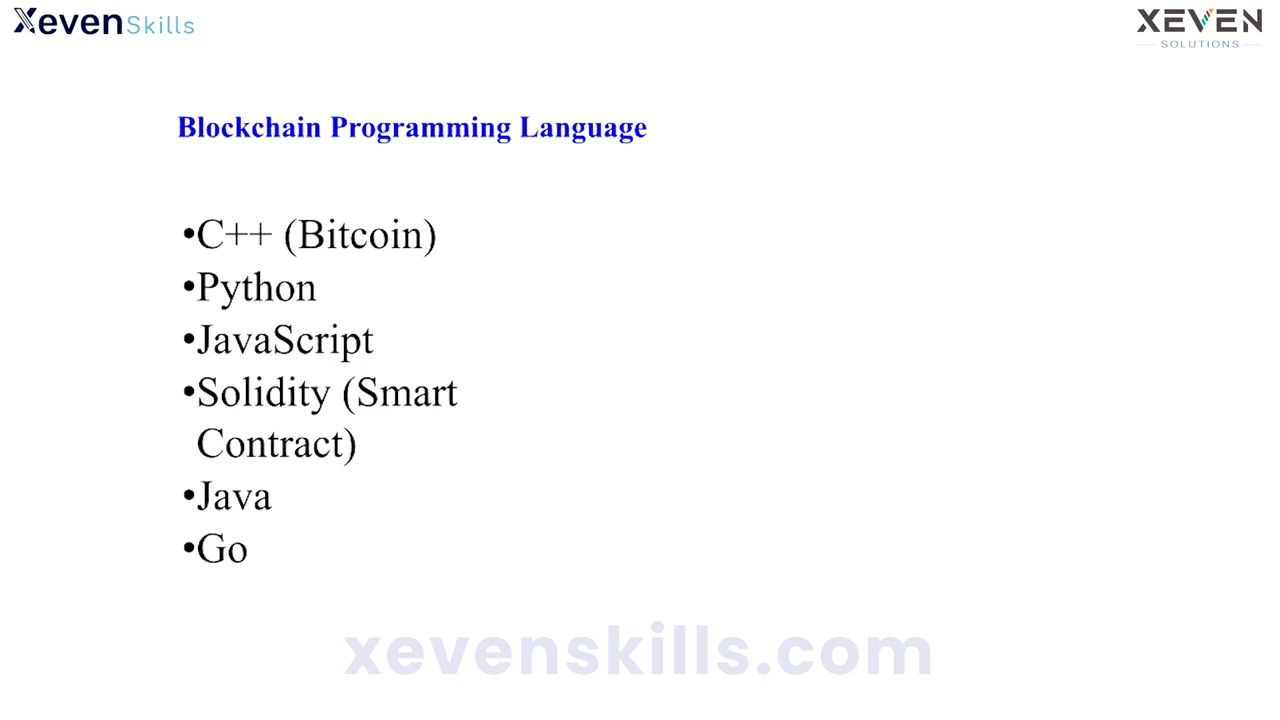 XevenSkills
XEVEN
SOLUTIONS
Blockchain Programming Language
•C++ (Bitcoin)
•Python
•JavaScript
•Solidity (Smart
Contract)
•Java
•Go
xevenskills.com